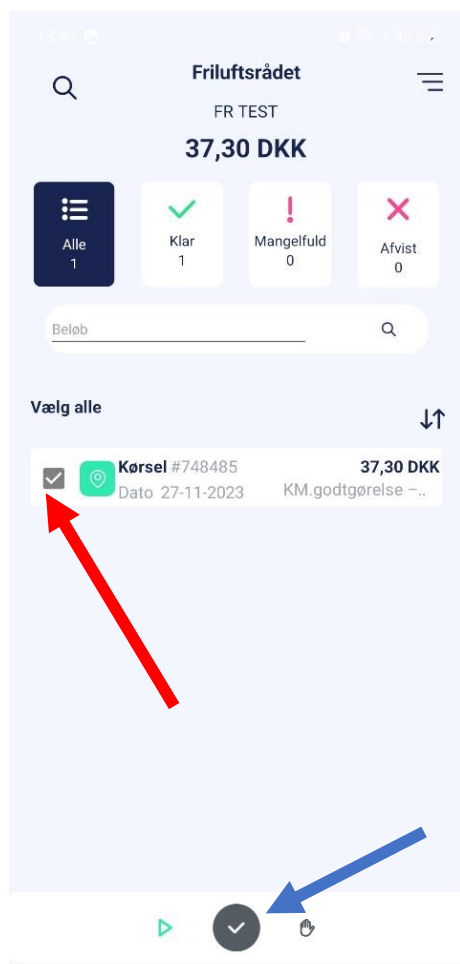 Friluftsrådet
FR TEST
37,30 DKK
Alle
1
Klar
1
Mangelfuld
0
Afvist
0
Beløb
Vælg alle
Kørsel #748485 37,30 DKK
Dato 27-11-2023 KM.godtgørelse –..